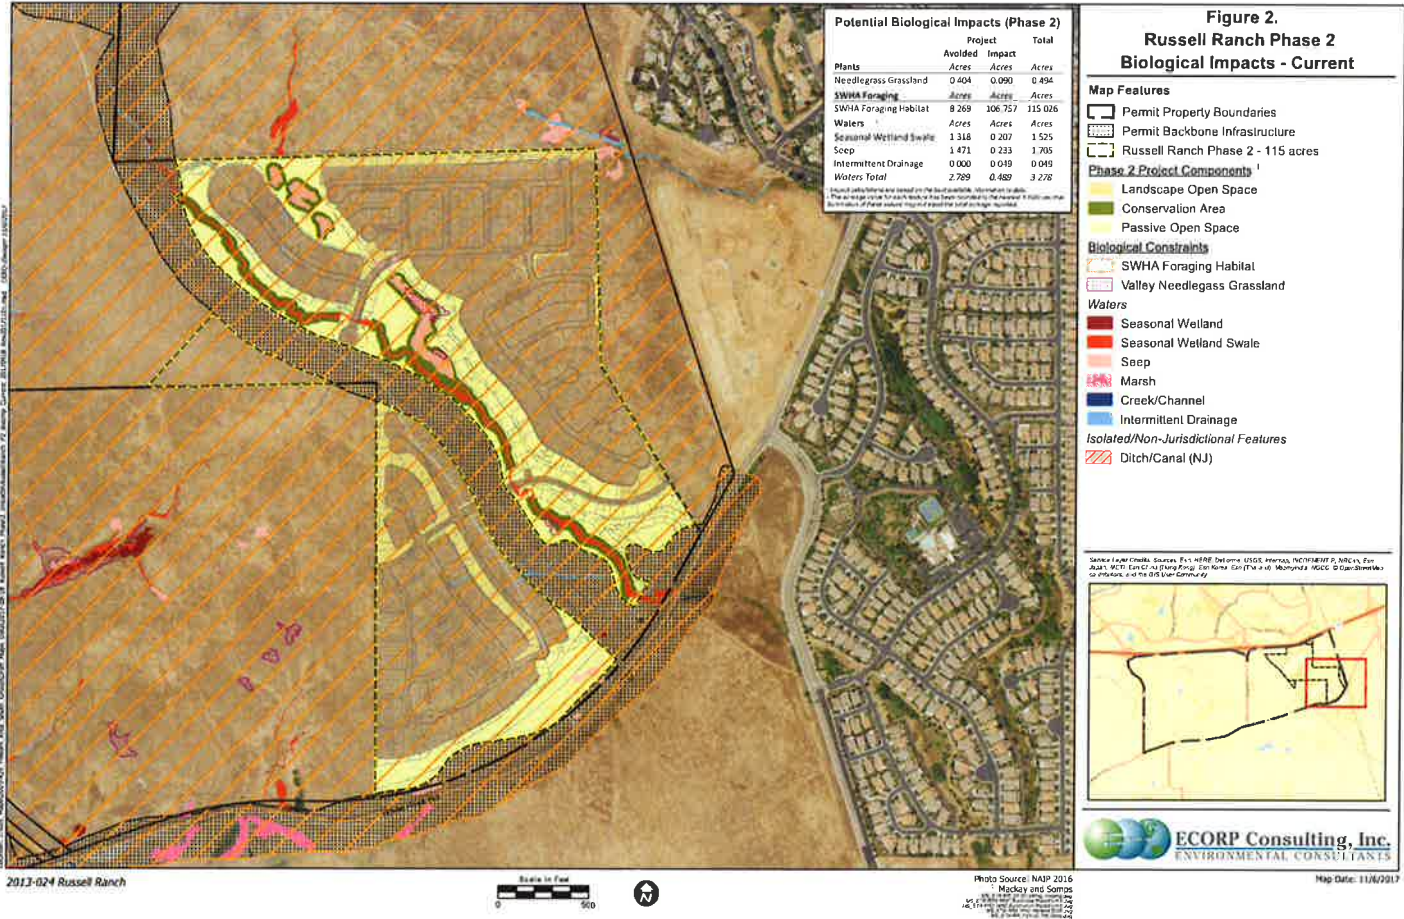 Potential Biological Impacts (Phase 2)
Project Total
Avoided Impact
Plants Acres Acres Acres
Needlegrass Grassland 0.404 0.090 0.494
SWHA Foraging Acres Acres Acres
SWHA Foraging Habitat 8.269 106.757 115.026
Waters Acres Acres Acres
Seasonal Wetland Swale 1.318 0.207 1.525
Seep 1.471 0.233 1.705
Intermittent Drainage 0.000 0.049 0.049
Waters Total 2.789 0.489 3.278
Figure 2.
Russell Ranch Phase 2
Biological Impacts - Current
Map Features
Permit Property Boundaries
Permit Backbone Infrastructure
Russell Ranch Phase 2 - 115 acres
Phase 2 Project Components 1
Landscape Open Space
Conservation Area
Passive Open Space
Biological Constraints
SWHA Foraging Habitat
Valley Needlegass Grassland
Waters
Seasonal Wetland
Seasonal Wetland Swale
Seep
Marsh
Creek/Channel
Intermittent Drainage
Isolated/Non-Jurisdictional Features
Ditch/Canal (NJ)
ECORP Consulting, Inc.
ENVIRONMENTAL CONSULTANTS
2013-024 Russell Ranch
Scale in Feet
0 500
N
Photo Source: NAIP 2016
Mackay and Somps
Map Date: 11/6/2017